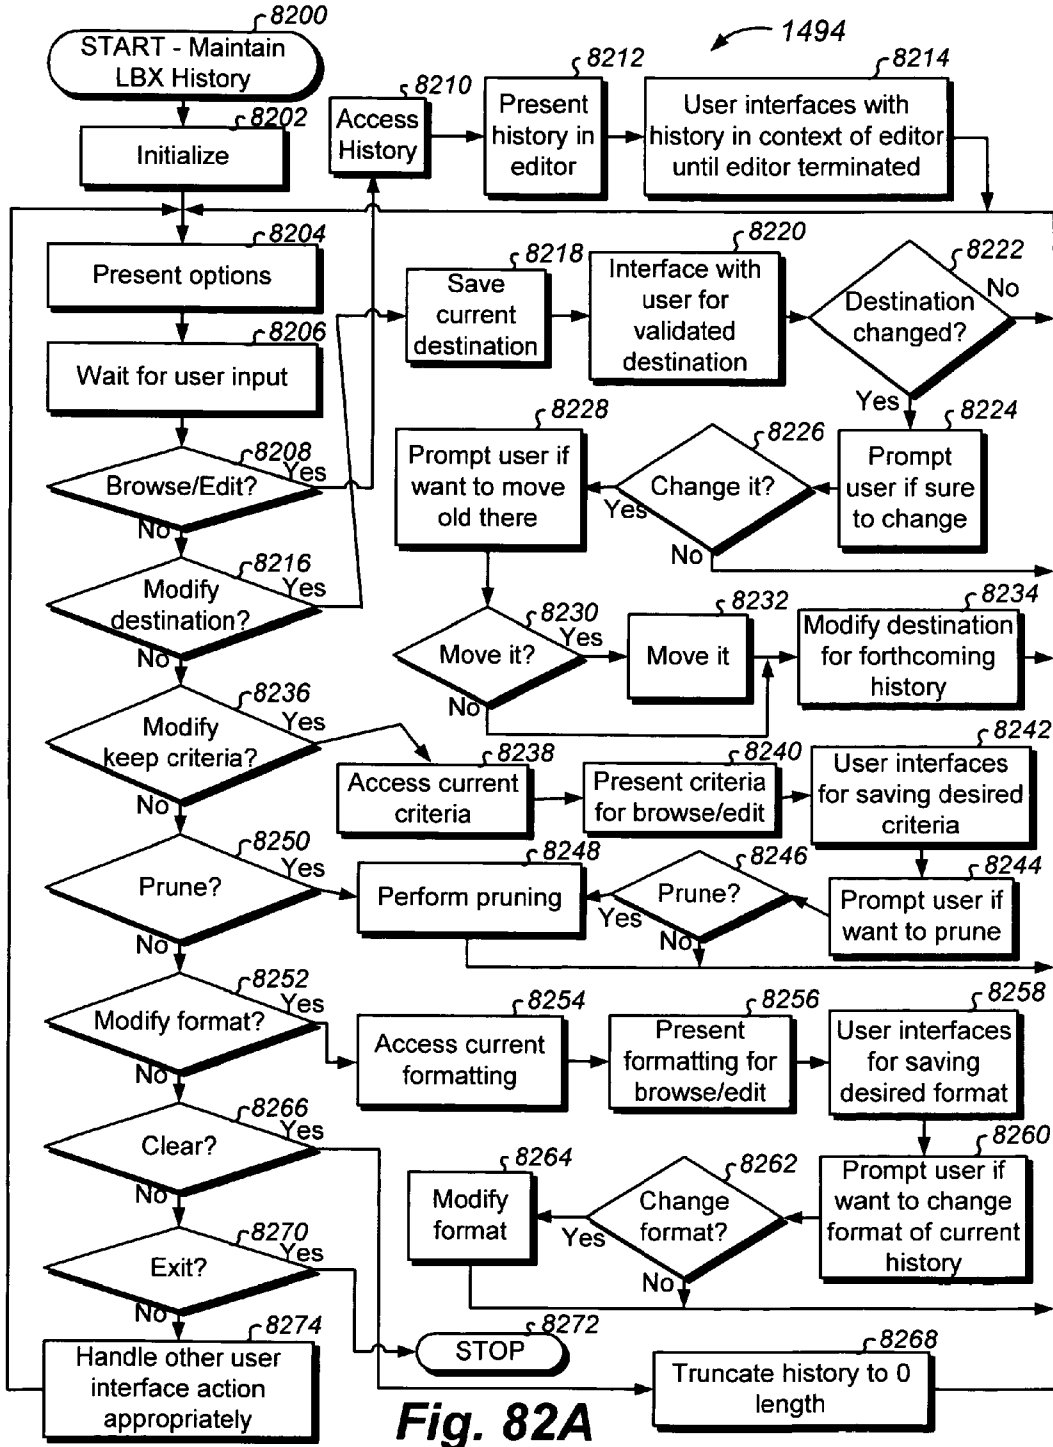 8200
START - Maintain
LBX History
1494
8202
Initialize
8210
Access
History
8212
Present
history in
editor
8214
User interfaces with
history in context of editor
until editor terminated
8204
Present options
8206
Wait for user input
8208
Browse/Edit?
Yes
No
8216
Modify
destination?
Yes
No
8218
Save
current
destination
8220
Interface with
user for
validated
destination
8222
Destination
changed?
No
Yes
8224
Prompt
user if sure
to change
8226
Change it?
Yes
No
8228
Prompt user if
want to move
old there
8230
Move it?
Yes
No
8232
Move it
8234
Modify destination
for forthcoming
history
8236
Modify
keep criteria?
Yes
No
8238
Access current
criteria
8240
Present criteria
for browse/edit
8242
User interfaces
for saving desired
criteria
8244
Prompt user if
want to prune
8246
Prune?
Yes
No
8248
Perform pruning
8250
Prune?
Yes
No
8252
Modify format?
Yes
No
8254
Access current
formatting
8256
Present
formatting for
browse/edit
8258
User interfaces
for saving
desired format
8260
Prompt user if
want to change
format of current
history
8262
Change
format?
Yes
No
8264
Modify
format
8266
Clear?
Yes
No
8270
Exit?
Yes
No
8272
STOP
8268
Truncate history to 0
length
8274
Handle other user
interface action
appropriately
Fig. 82A